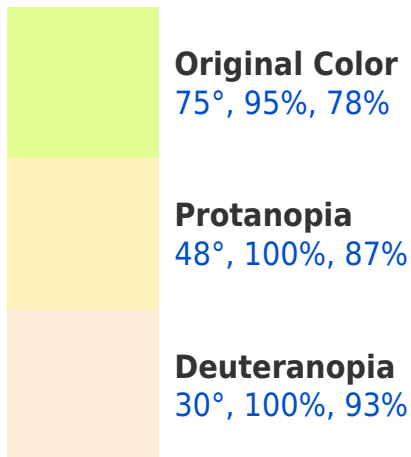 Original Color
75°, 95%, 78%
Protanopia
48°, 100%, 87%
Deuteranopia
30°, 100%, 93%